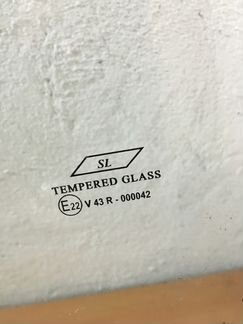 SL
TEMPERED GLASS
E22 V 43 R - 000042